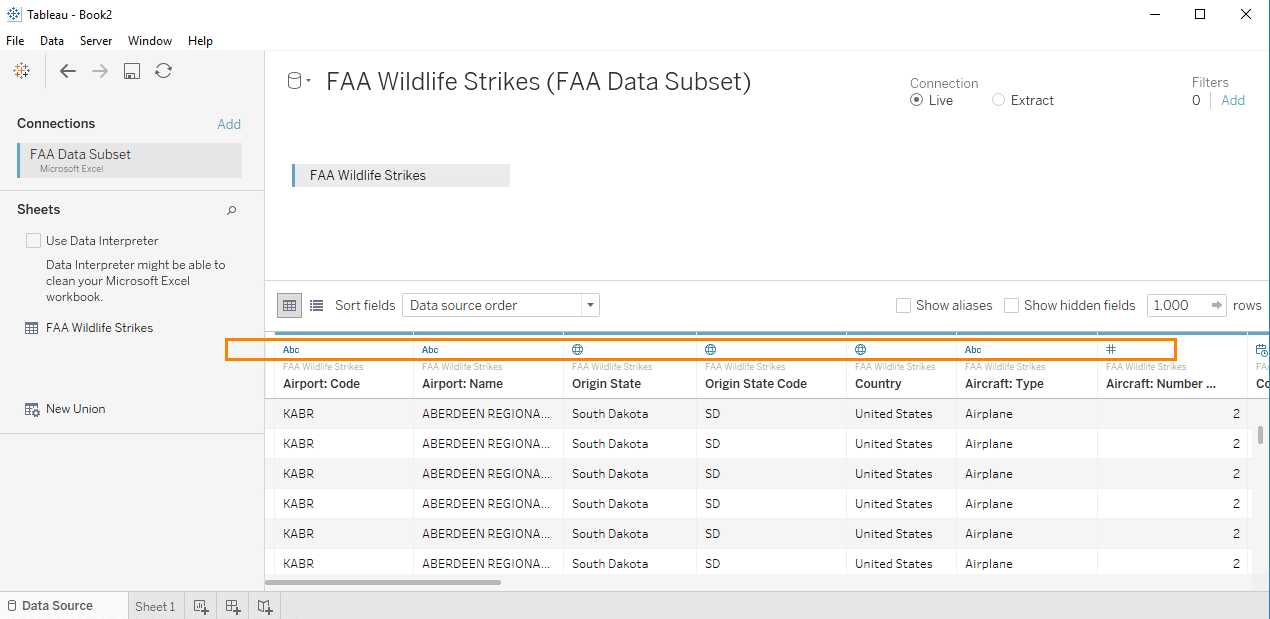 Tableau - Book2
File Data Server Window Help
Connections Add
FAA Data Subset
Microsoft Excel
Sheets
Use Data Interpreter
Data Interpreter might be able to
clean your Microsoft Excel
workbook.
FAA Wildlife Strikes
New Union
FAA Wildlife Strikes (FAA Data Subset)
Connection
Live Extract
Filters
0 Add
FAA Wildlife Strikes
Sort fields Data source order Show aliases Show hidden fields 1,000 rows
Abc Abc Abc #
FAA Wildlife Strikes FAA Wildlife Strikes FAA Wildlife Strikes FAA Wildlife Strikes FAA Wildlife Strikes FAA Wildlife Strikes FAA Wildlife Strikes FAA
Airport: Code Airport: Name Origin State Origin State Code Country Aircraft: Type Aircraft: Number ... Co
KABR ABERDEEN REGIONA... South Dakota SD United States Airplane 2
KABR ABERDEEN REGIONA... South Dakota SD United States Airplane 2
KABR ABERDEEN REGIONA... South Dakota SD United States Airplane 2
KABR ABERDEEN REGIONA... South Dakota SD United States Airplane 2
KABR ABERDEEN REGIONA... South Dakota SD United States Airplane 2
KABR ABERDEEN REGIONA... South Dakota SD United States Airplane 2
Data Source Sheet 1